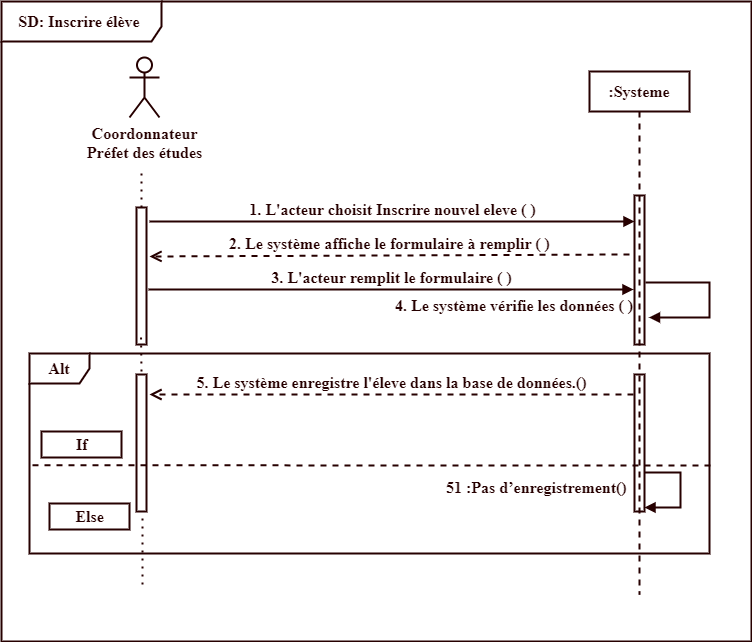 SD: Inscrire élève
:Systeme
Coordonnateur
Préfet des études
1. L'acteur choisit Inscrire nouvel eleve ( )
2. Le système affiche le formulaire à remplir ( )
3. L'acteur remplit le formulaire ( )
4. Le système vérifie les données ( )
Alt
5. Le système enregistre l'éleve dans la base de données.()
If
51 :Pas d’enregistrement()
Else